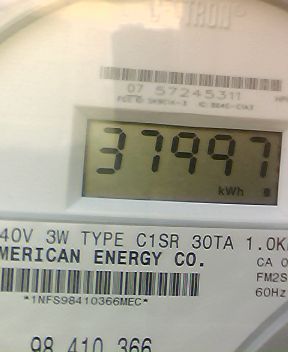 TRON
07 57245311
37997
kWh
40V 3W TYPE C1SR 30TA 1.0K
MERICAN ENERGY CO.
CA 0
FM2S
60Hz
*1NFS98410366MEC*
98 410 366